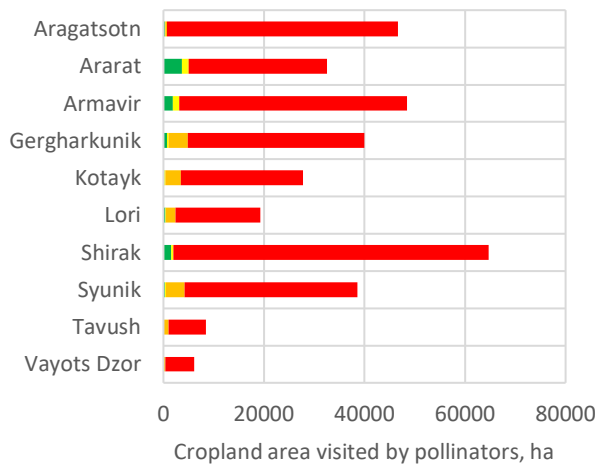 Aragatsotn
Ararat
Armavir
Gergharkunik
Kotayk
Lori
Shirak
Syunik
Tavush
Vayots Dzor
0 20000 40000 60000 80000
Cropland area visited by pollinators, ha